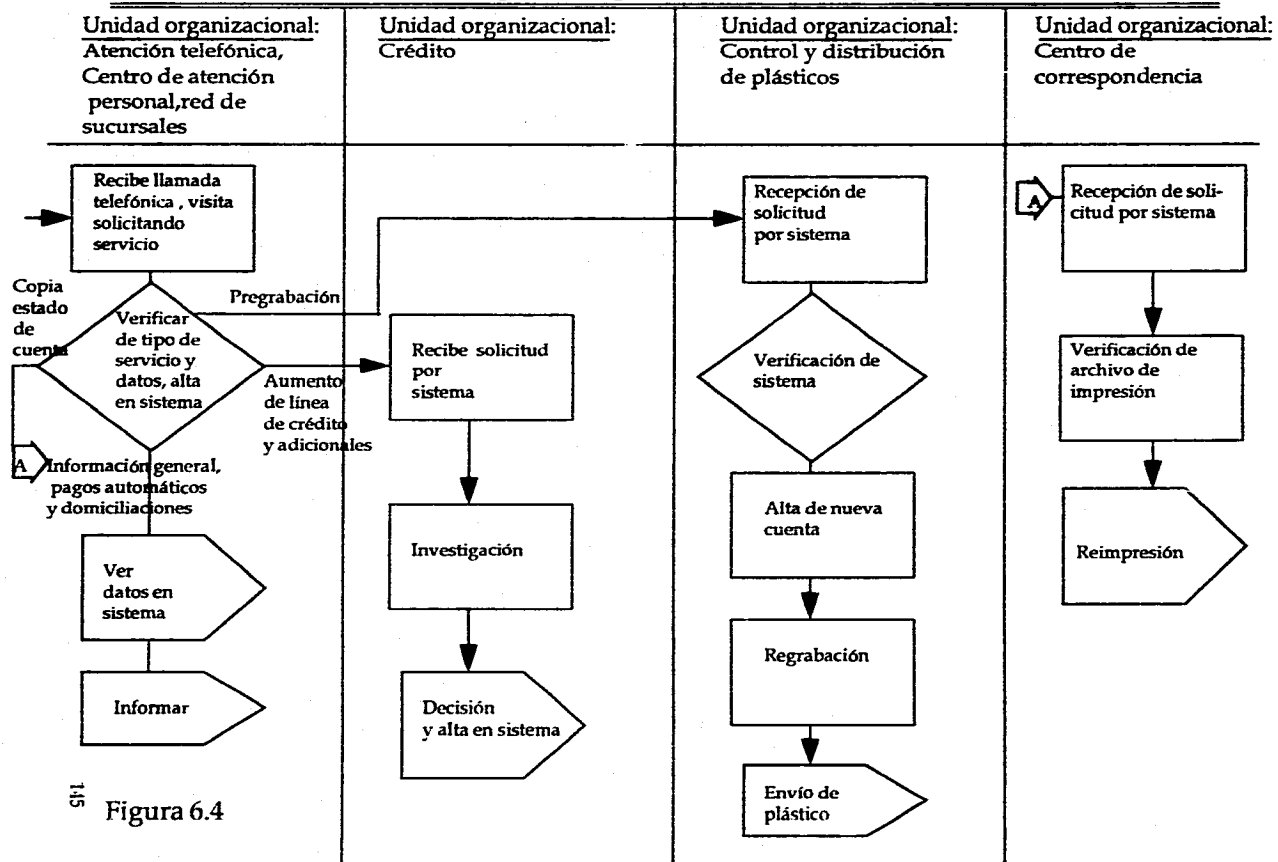 Unidad organizacional:
Atención telefónica,
Centro de atención
personal,red de
sucursales
Unidad organizacional:
Crédito
Unidad organizacional:
Control y distribución
de plásticos
Unidad organizacional:
Centro de
correspondencia
Recibe llamada
telefónica , visita
solicitando
servicio
Copia
estado
de
cuenta
Verificar
de tipo de
servicio y
datos, alta
en sistema
Pregrabación
Aumento
de línea
de crédito
y adicionales
A
Información general,
pagos automáticos
y domiciliaciones
Ver
datos en
sistema
Informar
Recibe solicitud
por
sistema
Investigación
Decisión
y alta en sistema
Recepción de
solicitud
por sistema
Verificación de
sistema
Alta de nueva
cuenta
Regrabación
Envío de
plástico
A
Recepción de soli-
citud por sistema
Verificación de
archivo de
impresión
Reimpresión
145
Figura 6.4